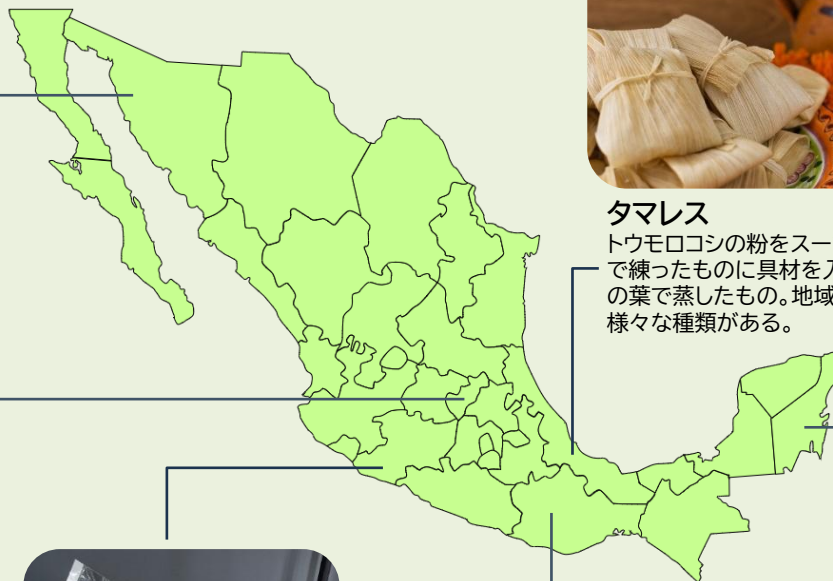 タマレス
トウモロコシの粉をスー
で練ったものに具材を入
の葉で蒸したもの。地域
様々な種類がある。